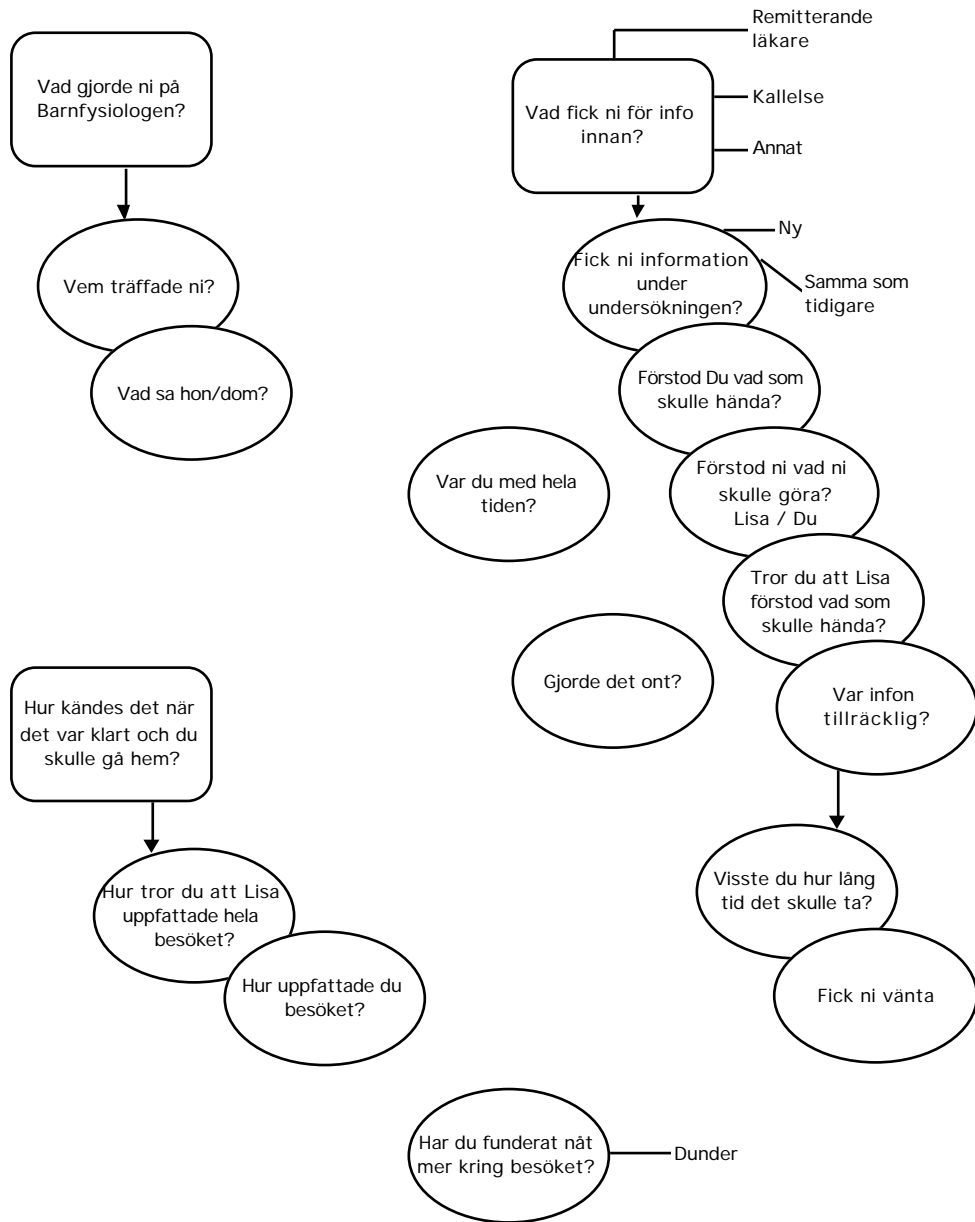 Vad gjorde ni på
Barnfysiologen?
Vem träffade ni?
Vad sa hon/dom?
Remitterande
läkare
Vad fick ni för info
innan?
Kallelse
Annat
Ny
Fick ni information
under
undersökningen?
Samma som
tidigare
Förstod Du vad som
skulle hända?
Var du med hela
tiden?
Förstod ni vad ni
skulle göra?
Lisa / Du
Tror du att Lisa
förstod vad som
skulle hända?
Gjorde det ont?
Var infon
tillräcklig?
Hur kändes det när
det var klart och du
skulle gå hem?
Hur tror du att Lisa
uppfattade hela
besöket?
Hur uppfattade du
besöket?
Visste du hur lång
tid det skulle ta?
Fick ni vänta
Har du funderat nåt
mer kring besöket?
Dunder